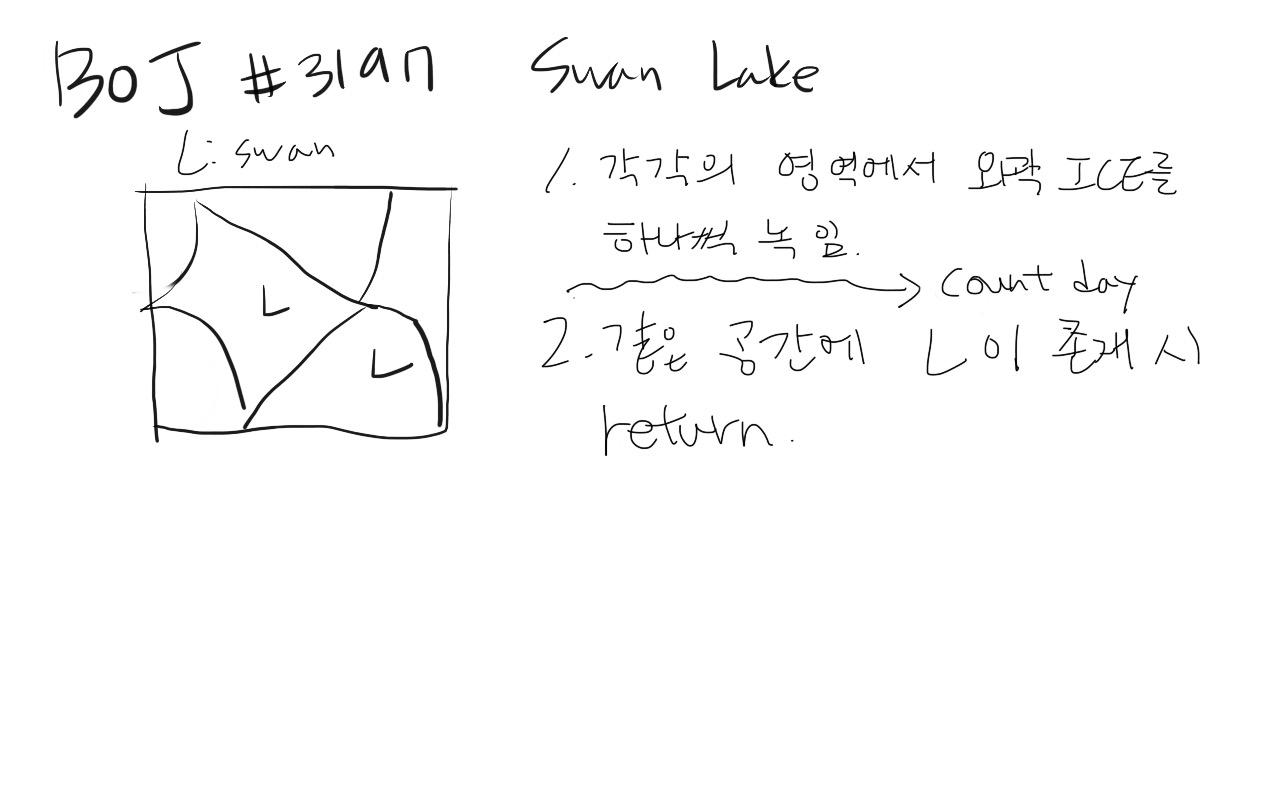 BOJ #3197 Swan Lake
L: swan
L
L
1. 각각의 영역에서 외곽 ICE를
하나씩 녹임.
count day
2. 같은 공간에 L이 존재 시
return.